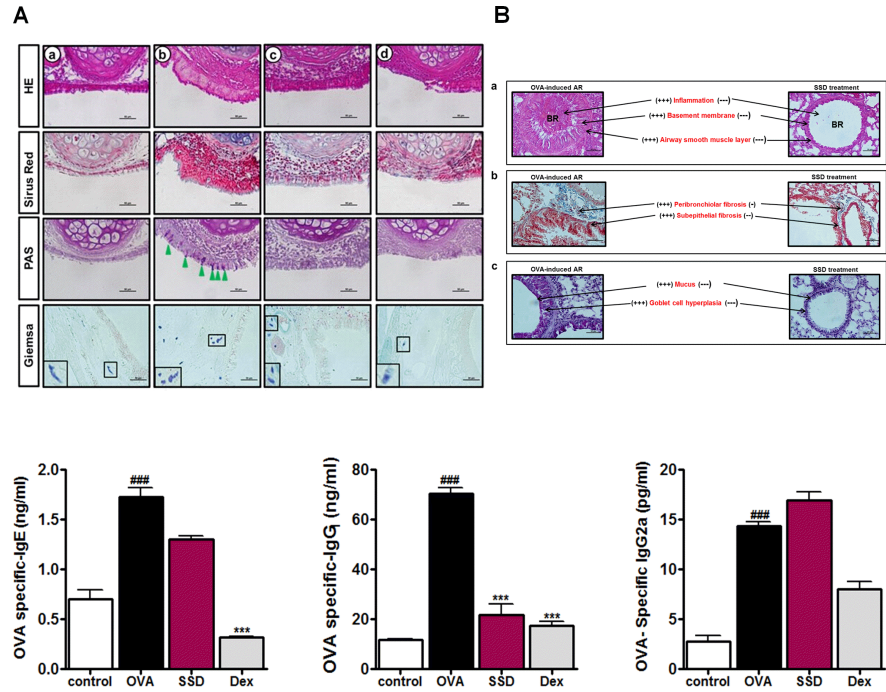 A
B
a
b
c
d
HE
Sirus Red
PAS
Giemsa
a
OVA-induced AR
SSD treatment
(+++) Inflammation (---)
BR
(+++) Basement membrane (---)
BR
(+++) Airway smooth muscle layer (---)
b
OVA-induced AR
SSD treatment
(+++) Peribronchiolar fibrosis (-)
(+++) Subepithelial fibrosis (--)
c
OVA-induced AR
SSD treatment
(+++) Mucus (---)
(+++) Goblet cell hyperplasia (---)
OVA specific-IgE (ng/ml)
2.0
1.5
1.0
0.5
0.0
###
***
control OVA SSD Dex
OVA specific-IgG1 (ng/ml)
80
60
40
20
0
###
***
***
control OVA SSD Dex
OVA- Specific IgG2a (pg/ml)
20
15
10
5
0
###
control OVA SSD Dex